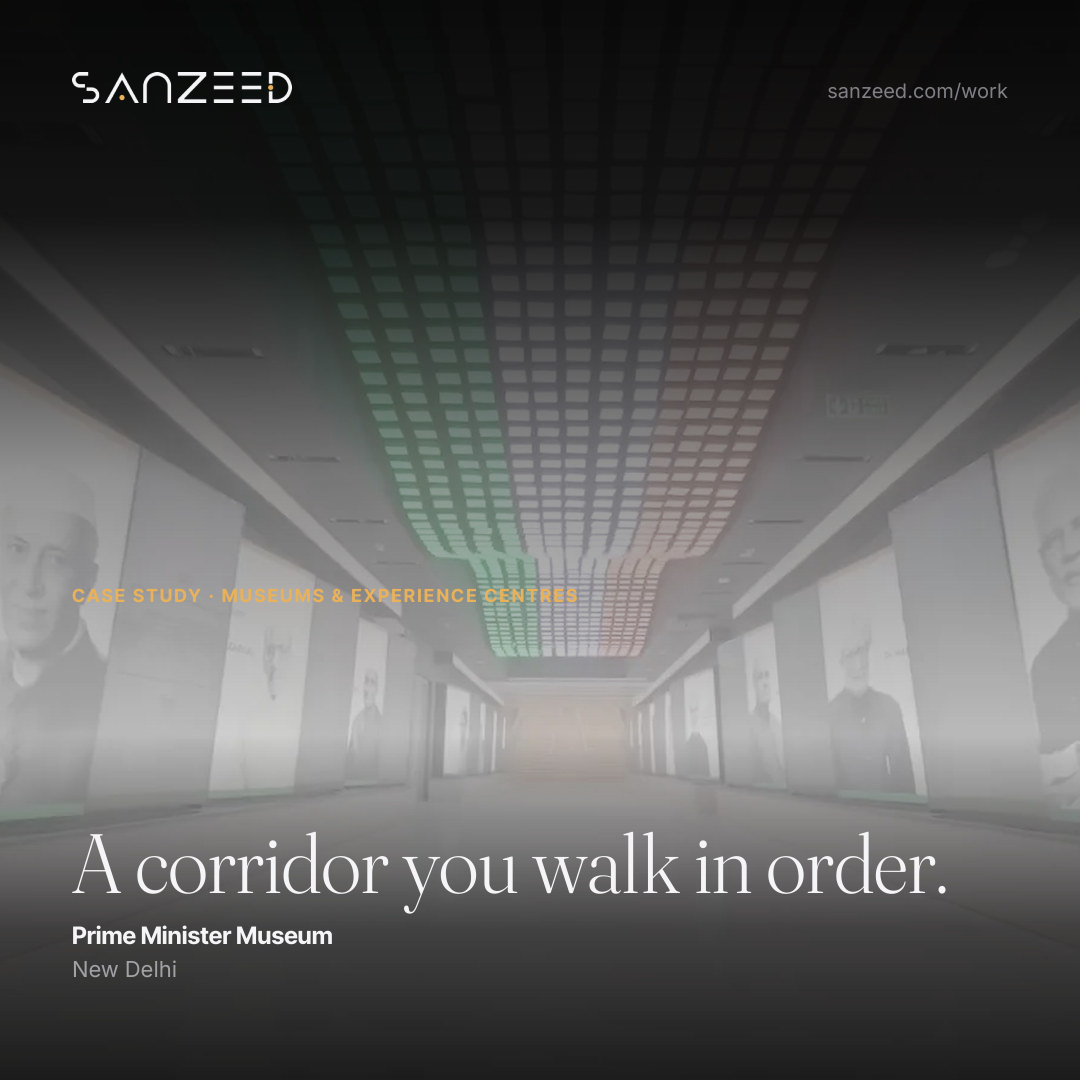 SANZEED
sanzeed.com/work
CASE STUDY · MUSEUMS & EXPERIENCE CENTRES
A corridor you walk in order.
Prime Minister Museum
New Delhi